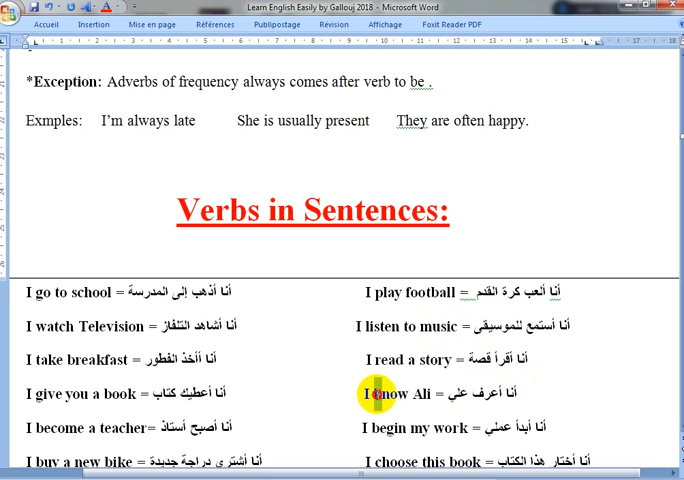 Learn English Easily by Gallouj 2018 - Microsoft Word
Accueil Insertion Mise en page Références Publipostage Révision Affichage Foxit Reader PDF
*Exception: Adverbs of frequency always comes after verb to be .
Exmples: I'm always late She is usually present They are often happy.
Verbs in Sentences:
I go to school = أنا أذهب إلى المدرسة I play football = أنا ألعب كرة القدم
I watch Television = أنا أشاهد التلفاز I listen to music = أنا أستمع للموسيقى
I take breakfast = أنا أأخذ الفطور I read a story = أنا أقرأ قصة
I give you a book = أنا أعطيك كتاب I know Ali = أنا أعرف علي
I become a teacher= أنا أصبح أستاذ I begin my work = أنا أبدأ عملي
I buy a new bike = أنا أشتري دراجة جديدة I choose this book = أنا أختار هذا الكتاب